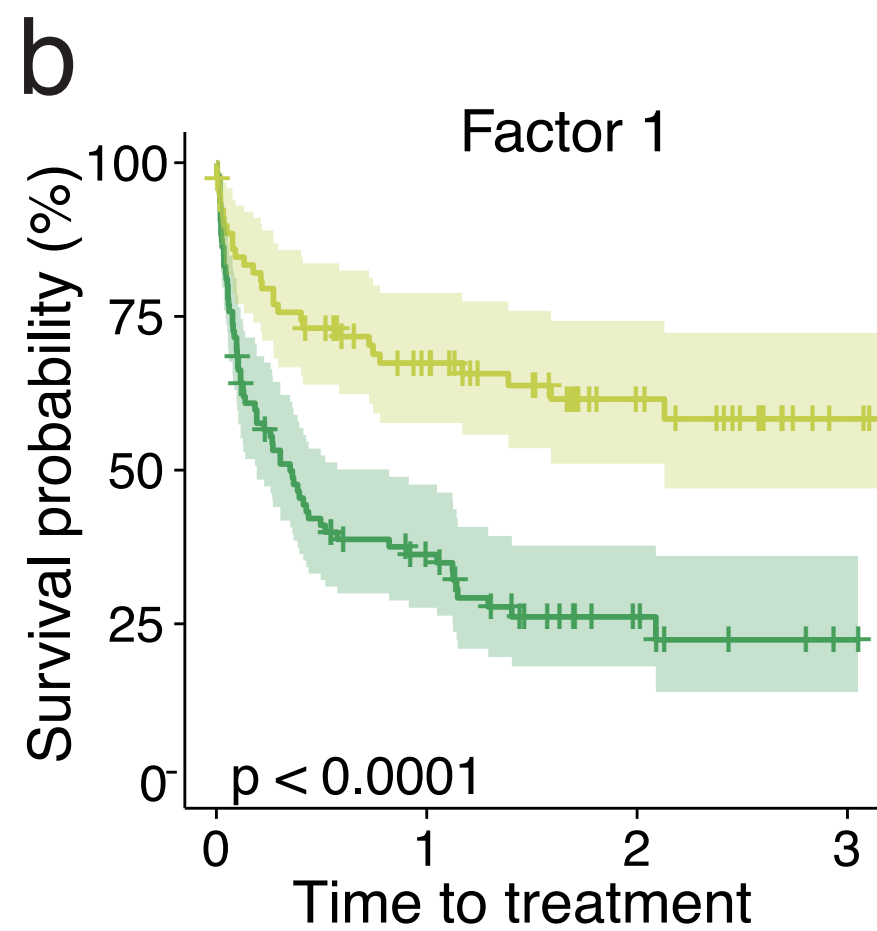 b
Factor 1
Survival probability (%)
100
75
50
25
0
p < 0.0001
0 1 2 3
Time to treatment